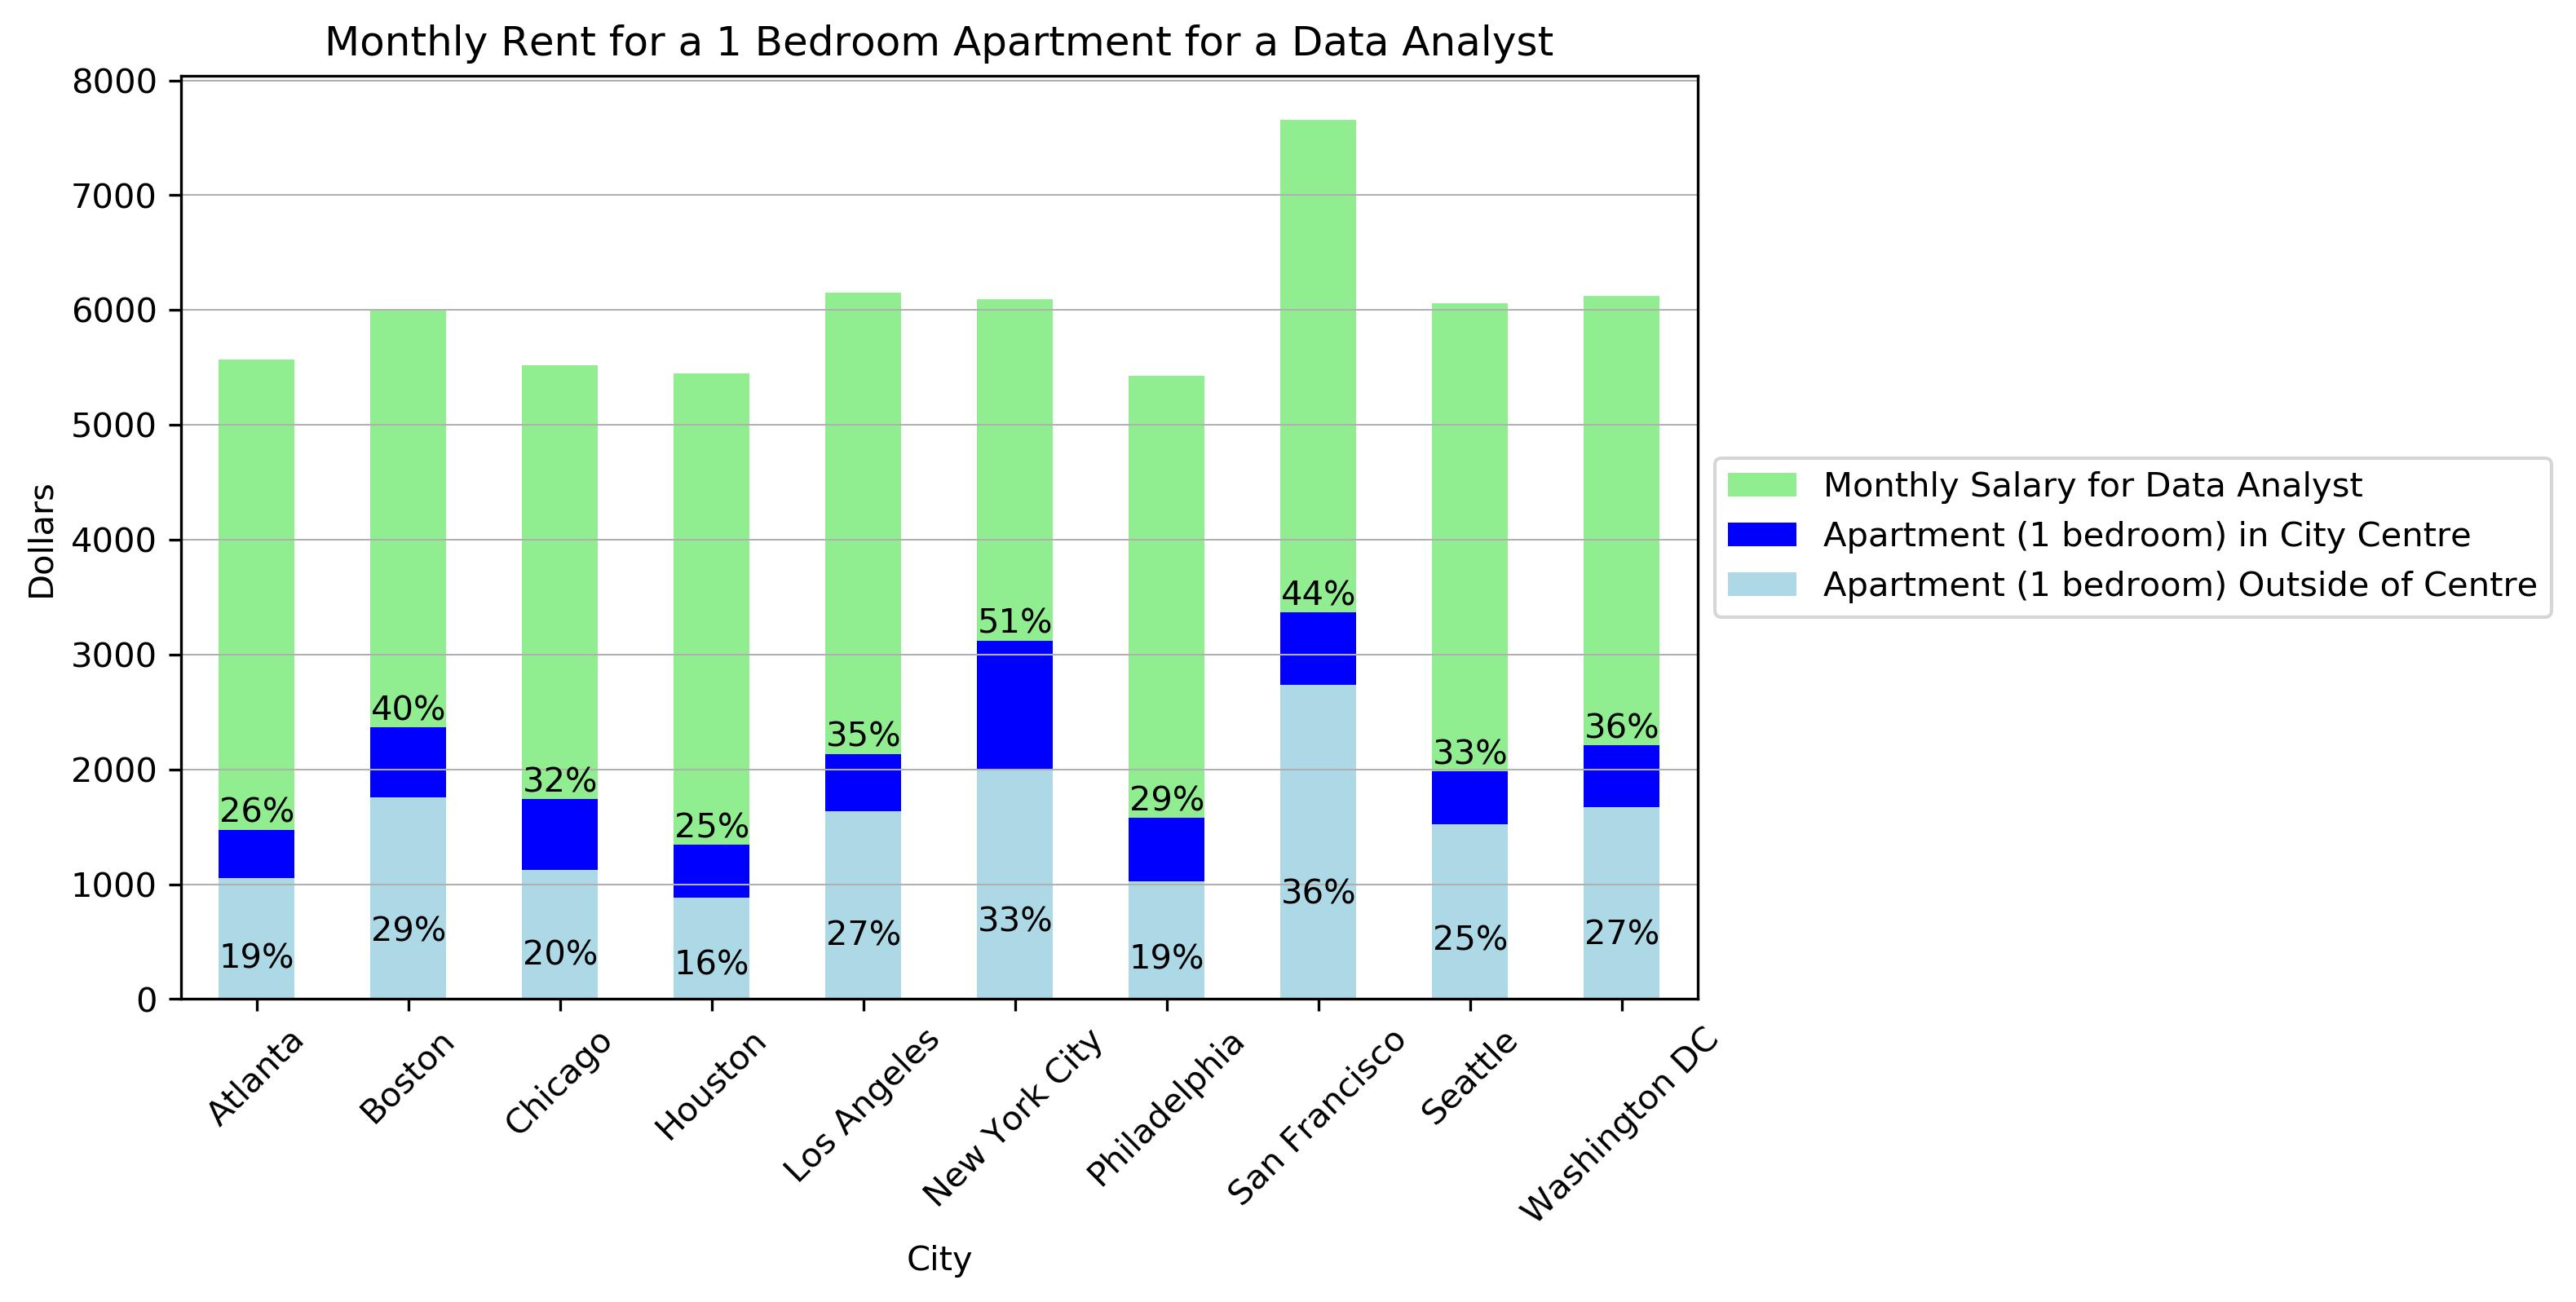 Monthly Rent for a 1 Bedroom Apartment for a Data Analyst
Dollars
8000
7000
6000
5000
4000
3000
2000
1000
0
26%
40%
32%
25%
35%
51%
29%
44%
33%
36%
19%
29%
20%
16%
27%
33%
19%
36%
25%
27%
Atlanta
Boston
Chicago
Houston
Los Angeles
New York City
Philadelphia
San Francisco
Seattle
Washington DC
City
Monthly Salary for Data Analyst
Apartment (1 bedroom) in City Centre
Apartment (1 bedroom) Outside of Centre